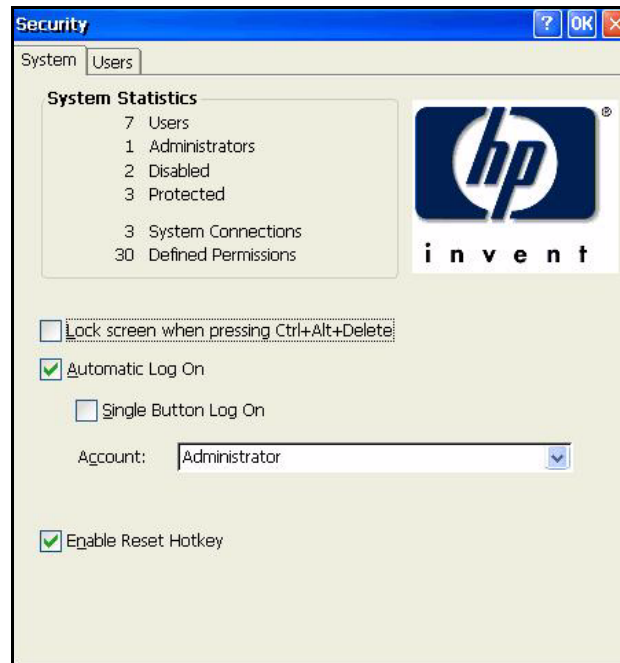 Security
? OK X
System Users
System Statistics
7 Users
1 Administrators
2 Disabled
3 Protected
3 System Connections
30 Defined Permissions
hp ®
invent
Lock screen when pressing Ctrl+Alt+Delete
Automatic Log On
Single Button Log On
Account: Administrator
Enable Reset Hotkey